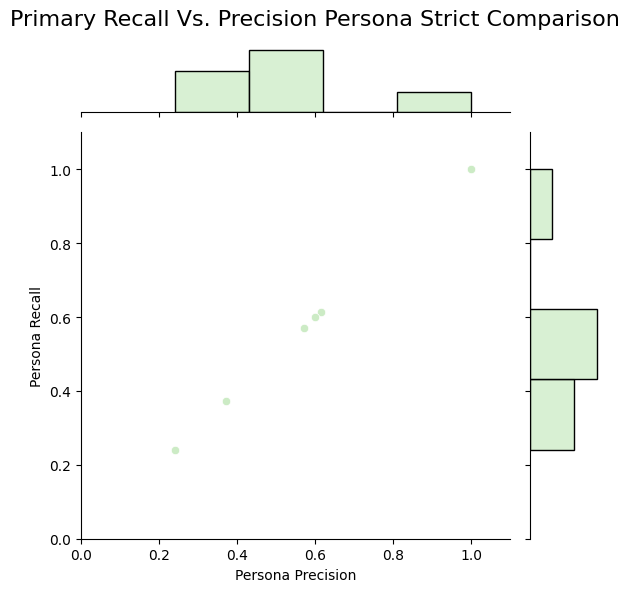 Primary Recall Vs. Precision Persona Strict Comparison
1.0
0.8
0.6
0.4
0.2
0.0
Persona Recall
0.0 0.2 0.4 0.6 0.8 1.0
Persona Precision